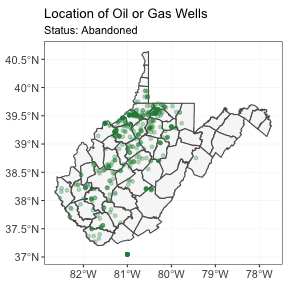 Location of Oil or Gas Wells
Status: Abandoned
40.5°N
40°N
39.5°N
39°N
38.5°N
38°N
37.5°N
37°N
82°W 81°W 80°W 79°W 78°W